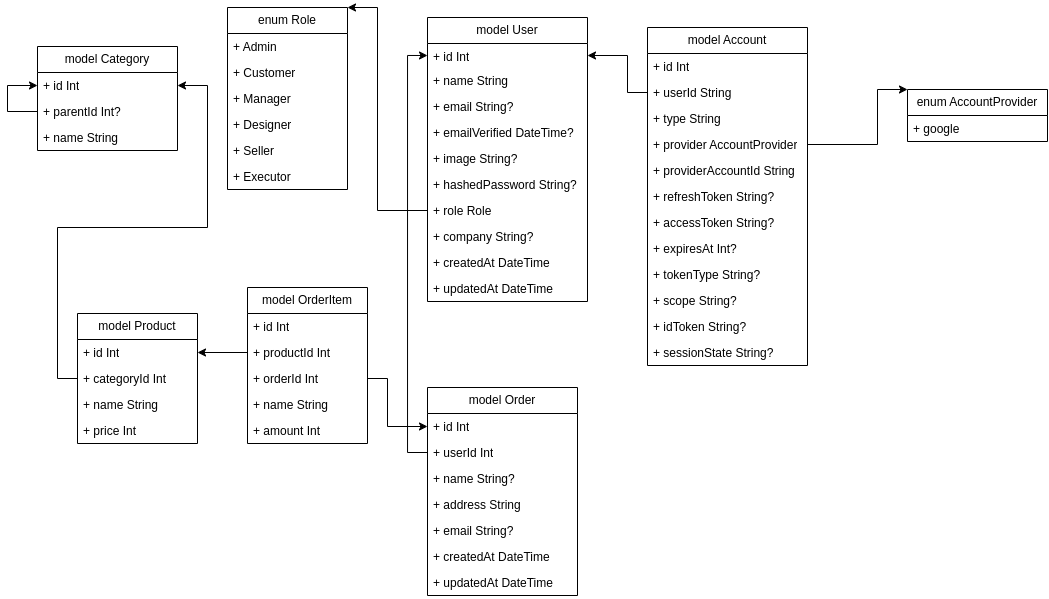 model Category
+ id Int
+ parentId Int?
+ name String
enum Role
+ Admin
+ Customer
+ Manager
+ Designer
+ Seller
+ Executor
model User
+ id Int
+ name String
+ email String?
+ emailVerified DateTime?
+ image String?
+ hashedPassword String?
+ role Role
+ company String?
+ createdAt DateTime
+ updatedAt DateTime
model Account
+ id Int
+ userId String
+ type String
+ provider AccountProvider
+ providerAccountId String
+ refreshToken String?
+ accessToken String?
+ expiresAt Int?
+ tokenType String?
+ scope String?
+ idToken String?
+ sessionState String?
enum AccountProvider
+ google
model Product
+ id Int
+ categoryId Int
+ name String
+ price Int
model OrderItem
+ id Int
+ productId Int
+ orderId Int
+ name String
+ amount Int
model Order
+ id Int
+ userId Int
+ name String?
+ address String
+ email String?
+ createdAt DateTime
+ updatedAt DateTime